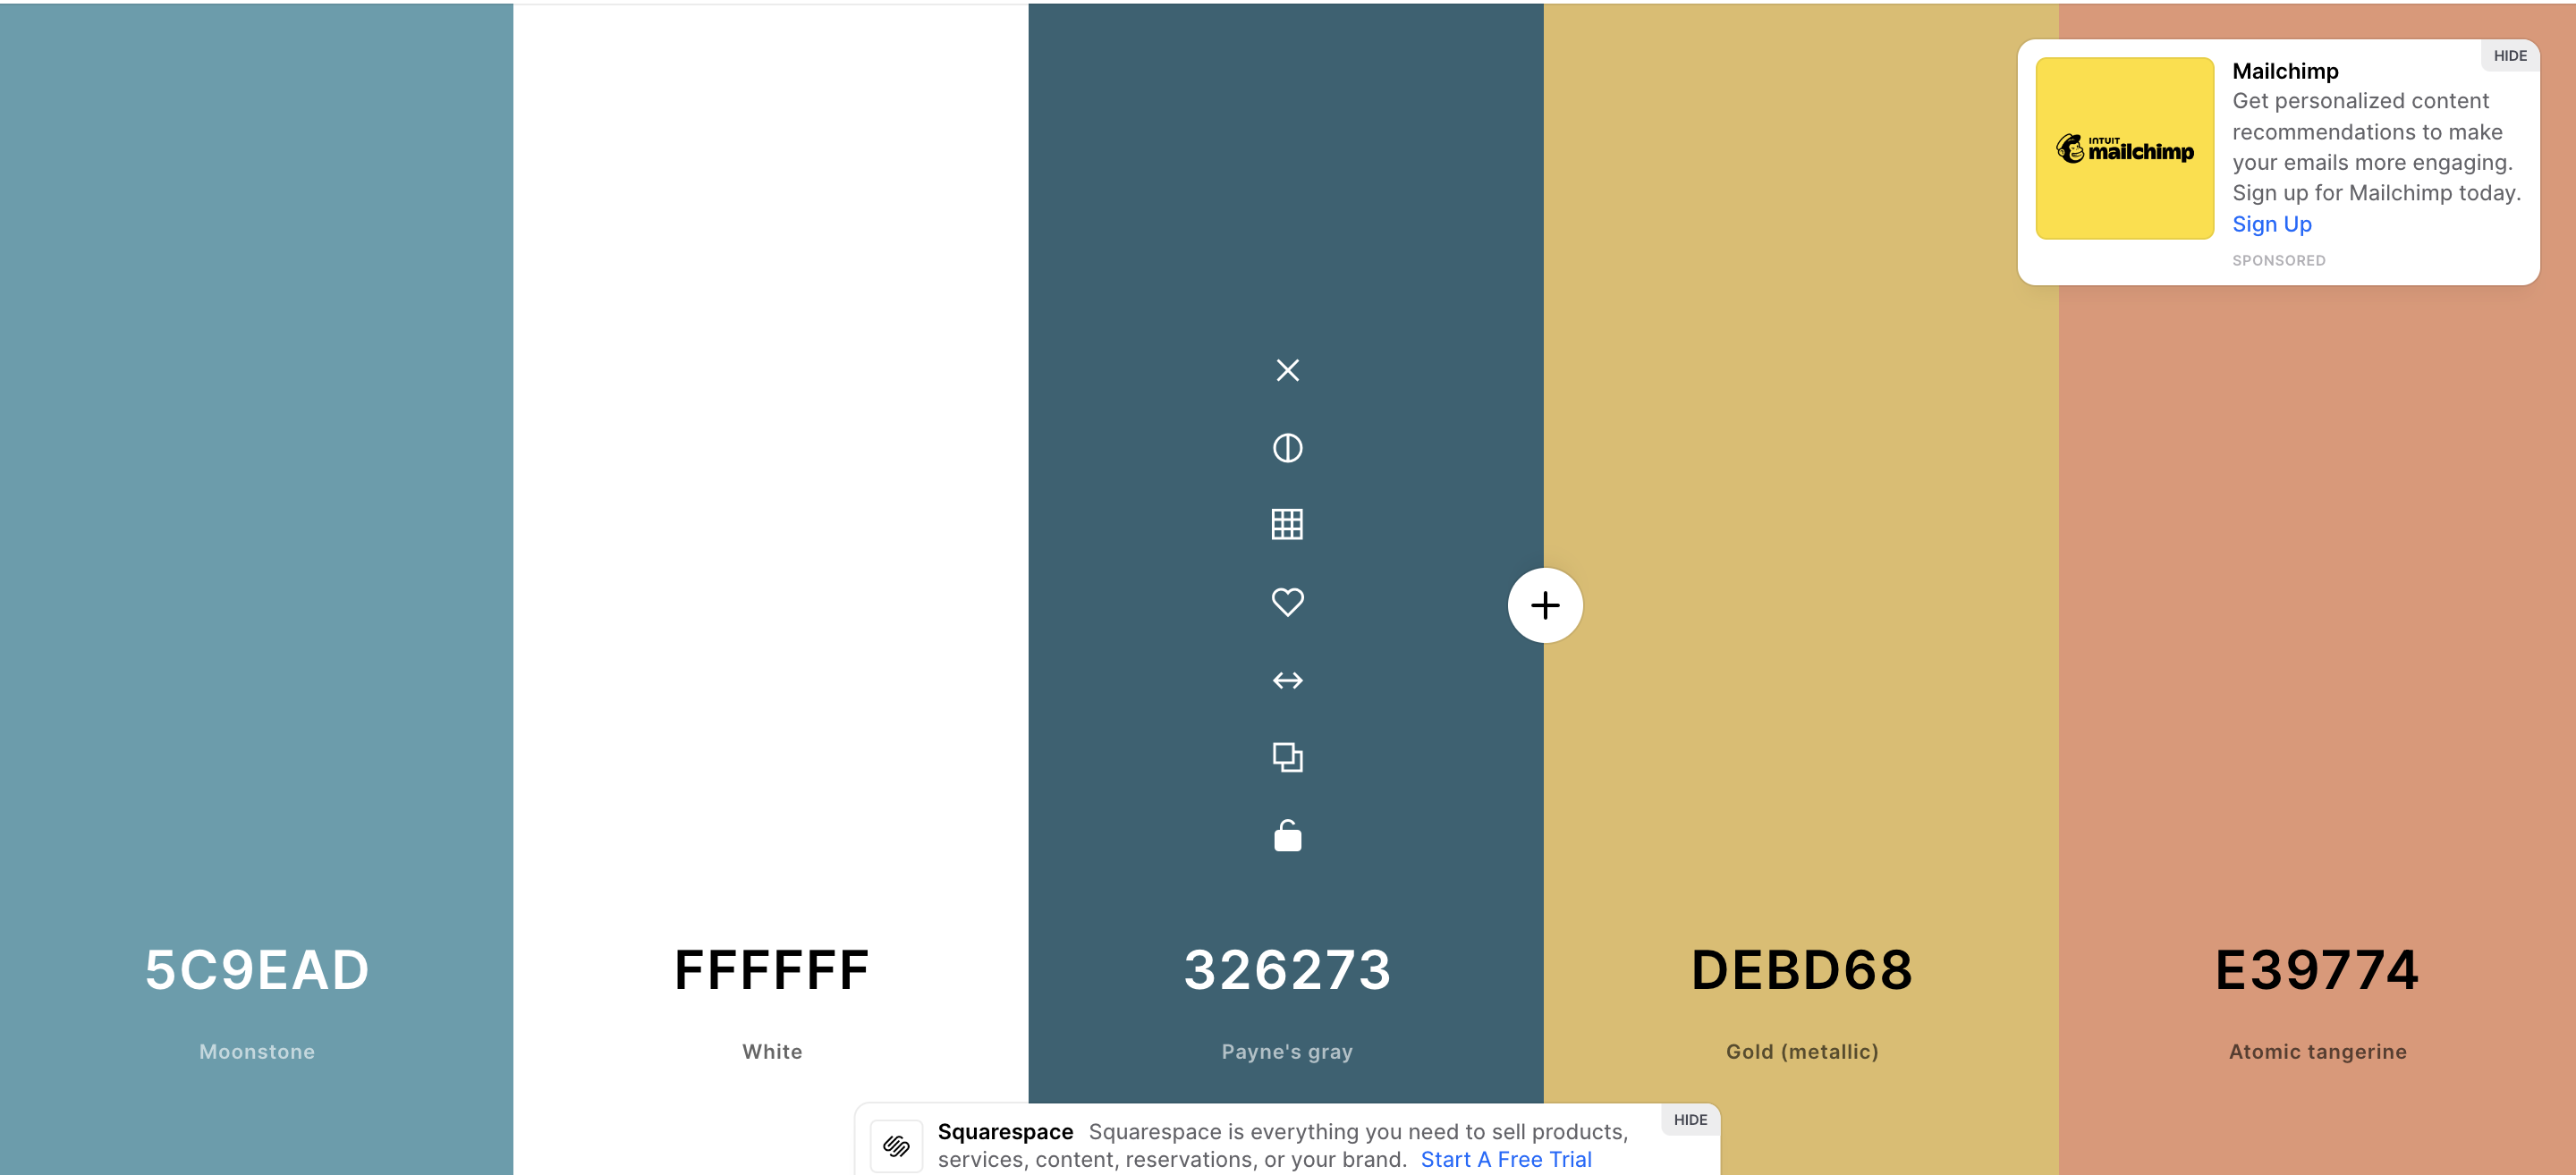 HIDE
Mailchimp
Get personalized content
recommendations to make
your emails more engaging.
Sign up for Mailchimp today.
Sign Up
SPONSORED
INTUIT
mailchimp
5C9EAD
Moonstone
FFFFFF
White
326273
Payne's gray
DEBD68
Gold (metallic)
E39774
Atomic tangerine
HIDE
Squarespace Squarespace is everything you need to sell products,
services, content, reservations, or your brand. Start A Free Trial